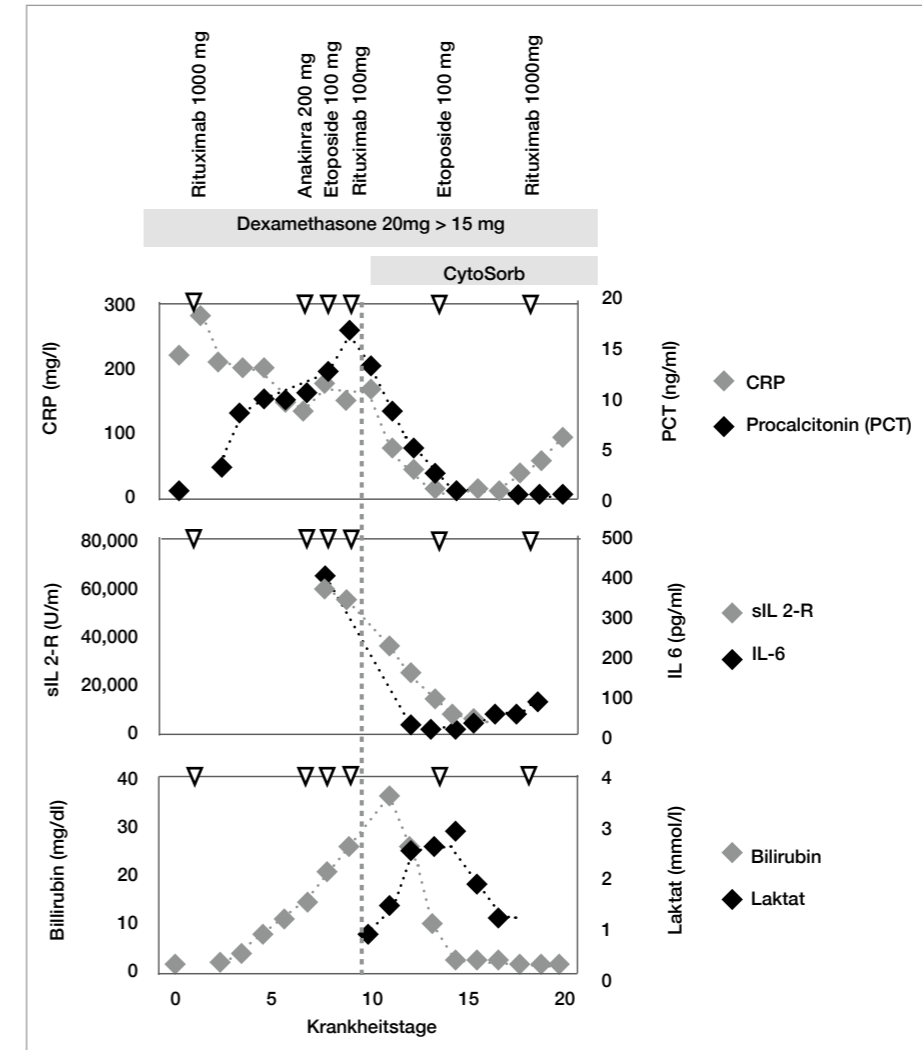 Rituximab 1000 mg
Anakinra 200 mg
Etoposide 100 mg
Rituximab 100mg
Etoposide 100 mg
Rituximab 1000mg
Dexamethasone 20mg > 15 mg
CytoSorb
CRP (mg/l)
300
200
100
0
20
15
10
5
0
PCT (ng/ml)
CRP
Procalcitonin (PCT)
sIL 2-R (U/m)
80,000
60,000
40,000
20,000
0
500
400
300
200
100
0
IL 6 (pg/ml)
sIL 2-R
IL-6
Billirubin (mg/dl)
40
30
20
10
0
4
3
2
1
0
Laktat (mmol/l)
Bilirubin
Laktat
0 5 10 15 20
Krankheitstage